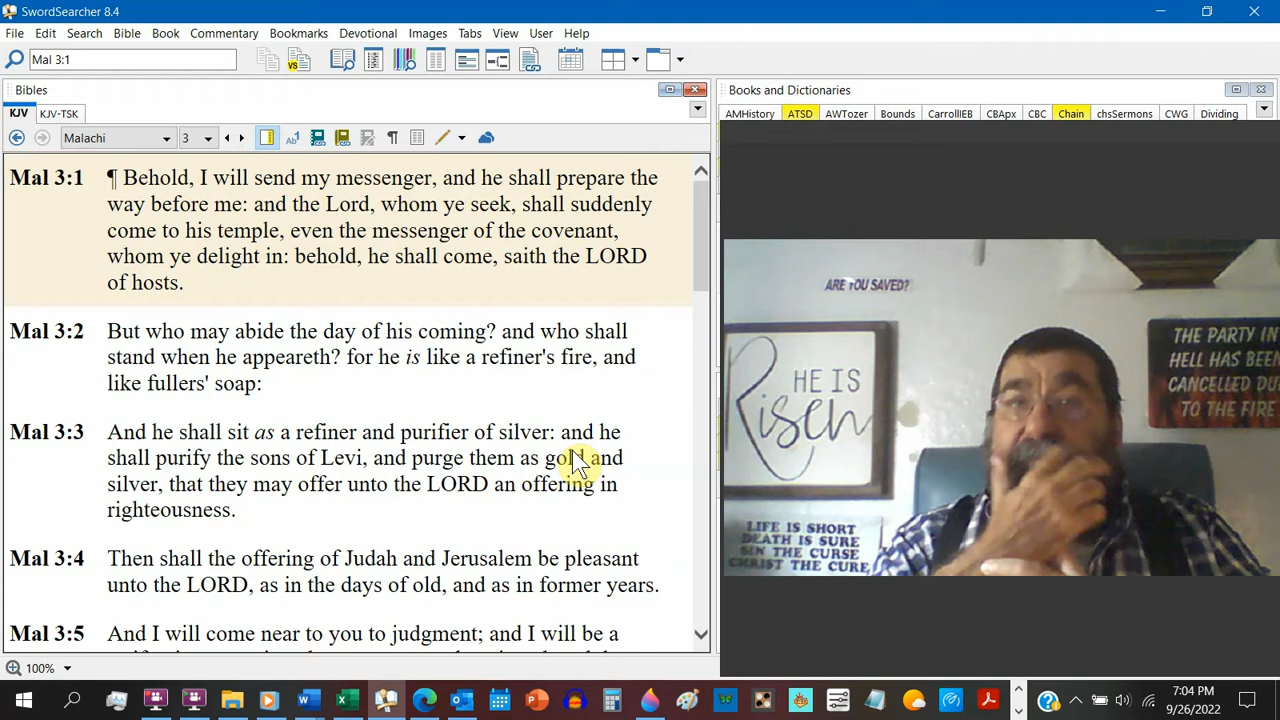 SwordSearcher 8.4
File Edit Search Bible Book Commentary Bookmarks Devotional Images Tabs View User Help
Mal 3:1
VS
Bibles
Books and Dictionaries
KJV KJV-TSK
AMHistory ATSD AWTozer Bounds CarrollIEB CBApx CBC Chain chsSermons CWG Dividing
Malachi 3
Mal 3:1 ¶ Behold, I will send my messenger, and he shall prepare the
way before me: and the Lord, whom ye seek, shall suddenly
come to his temple, even the messenger of the covenant,
whom ye delight in: behold, he shall come, saith the LORD
of hosts.
Mal 3:2 But who may abide the day of his coming? and who shall
stand when he appeareth? for he is like a refiner's fire, and
like fullers' soap:
Mal 3:3 And he shall sit as a refiner and purifier of silver: and he
shall purify the sons of Levi, and purge them as gold and
silver, that they may offer unto the LORD an offering in
righteousness.
Mal 3:4 Then shall the offering of Judah and Jerusalem be pleasant
unto the LORD, as in the days of old, and as in former years.
Mal 3:5 And I will come near to you to judgment; and I will be a
100%
ARE YOU SAVED?
HE IS
Risen
THE PARTY IN
HELL HAS BEEN
CANCELLED DUE
TO THE FIRE
LIFE IS SHORT
DEATH IS SURE
SIN THE CURSE
CHRIST THE CURE
7:04 PM
9/26/2022